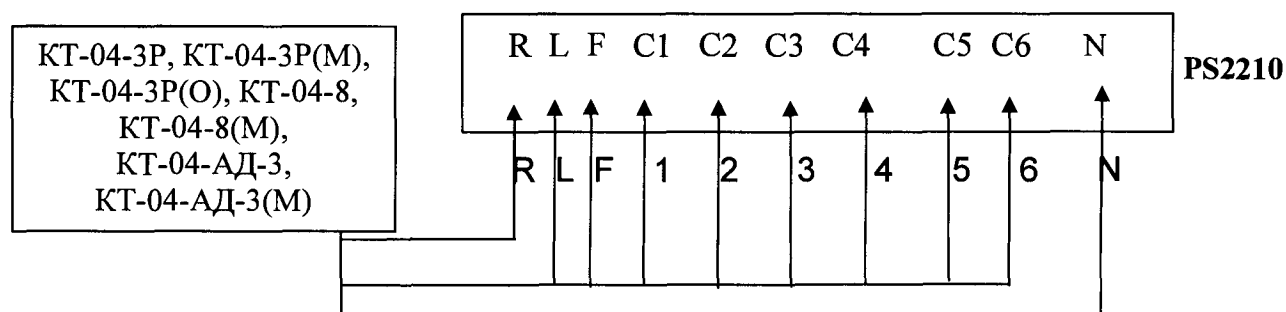 КТ-04-3Р, КТ-04-3Р(М),
КТ-04-3Р(О), КТ-04-8,
КТ-04-8(М),
КТ-04-АД-3,
КТ-04-АД-3(М)
R L F C1 C2 C3 C4 C5 C6 N
PS2210
R L F 1 2 3 4 5 6 N